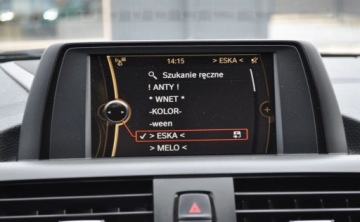 14:15 > ESKA <
Szukanie ręczne
! ANTY !
* WNET *
-KOLOR-
-ween
> ESKA <
> MELO <